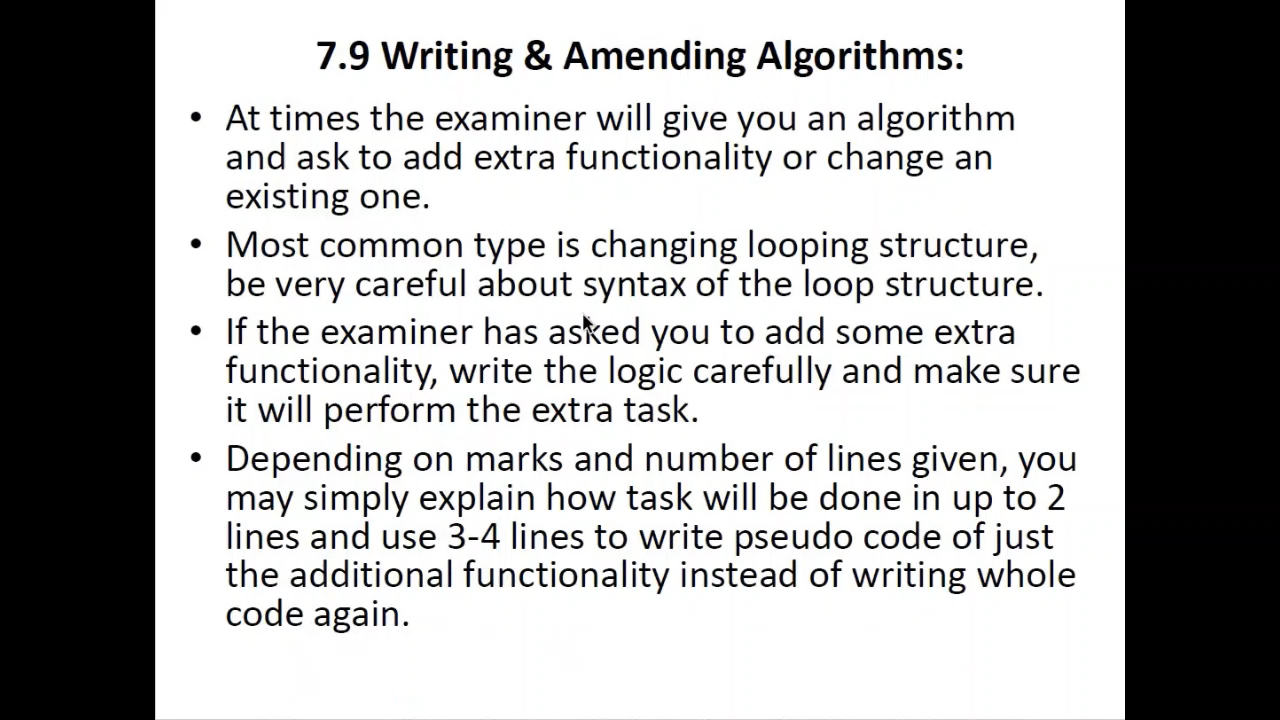 7.9 Writing & Amending Algorithms:
• At times the examiner will give you an algorithm
and ask to add extra functionality or change an
existing one.
• Most common type is changing looping structure,
be very careful about syntax of the loop structure.
• If the examiner has asked you to add some extra
functionality, write the logic carefully and make sure
it will perform the extra task.
• Depending on marks and number of lines given, you
may simply explain how task will be done in up to 2
lines and use 3-4 lines to write pseudo code of just
the additional functionality instead of writing whole
code again.